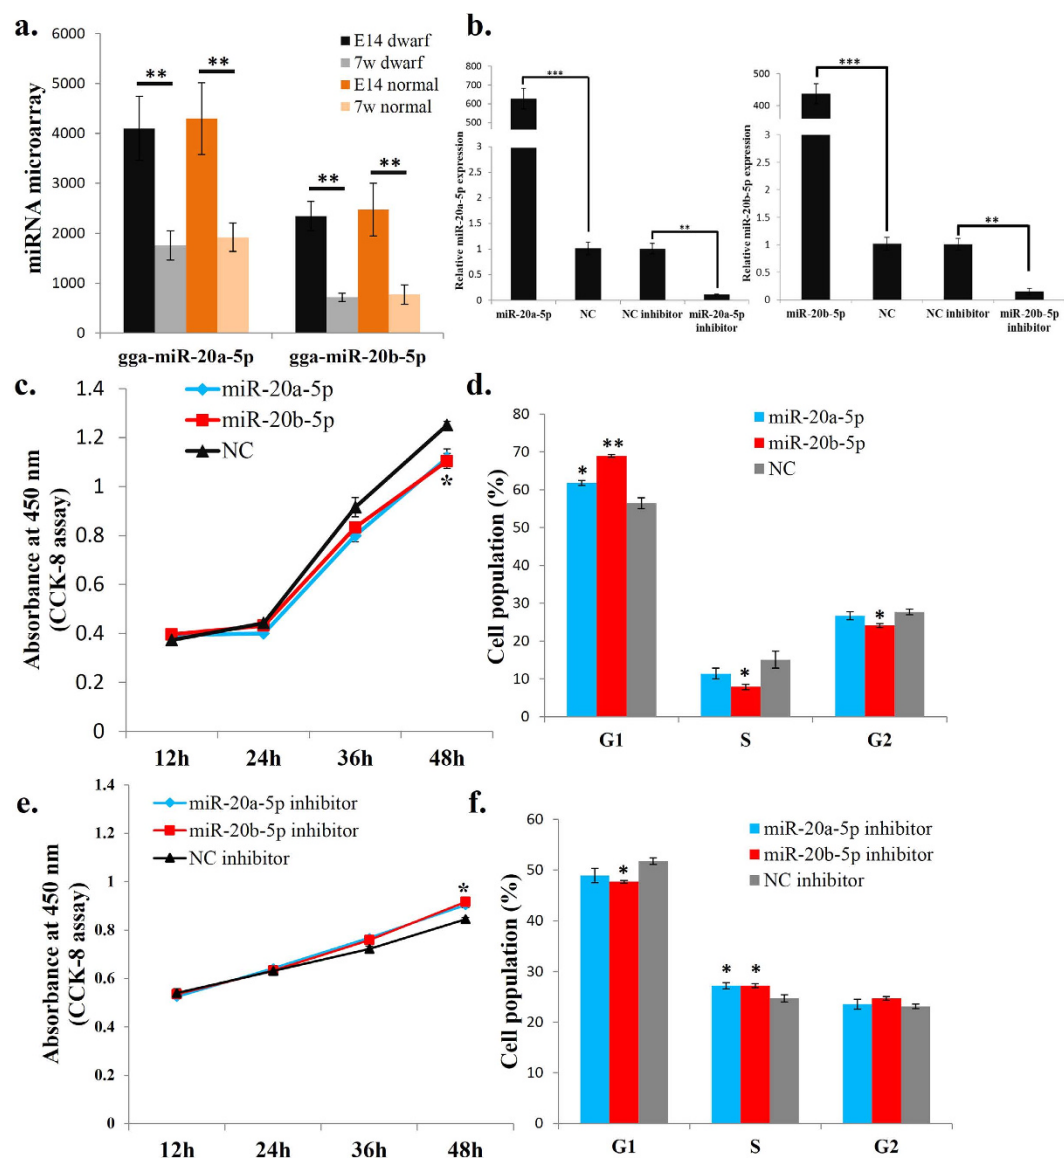 a.
6000
5000
4000
3000
2000
1000
0
miRNA microarray
E14 dwarf
7w dwarf
E14 normal
7w normal
**
**
**
**
gga-miR-20a-5p
gga-miR-20b-5p
b.
Relative miR-20a-5p expression
800
700
600
500
3
2.5
2
1.5
1
0.5
0
***
**
miR-20a-5p
NC
NC inhibitor
miR-20a-5p
inhibitor
Relative miR-20b-5p expression
450
400
3
2.5
2
1.5
1
0.5
0
***
**
miR-20b-5p
NC
NC inhibitor
miR-20b-5p
inhibitor
c.
Absorbance at 450 nm
(CCK-8 assay)
1.4
1.2
1
0.8
0.6
0.4
0.2
0
miR-20a-5p
miR-20b-5p
NC
*
12h
24h
36h
48h
d.
Cell population (%)
80
70
60
50
40
30
20
10
0
miR-20a-5p
miR-20b-5p
NC
*
**
*
*
G1
S
G2
e.
Absorbance at 450 nm
(CCK-8 assay)
1.4
1.2
1
0.8
0.6
0.4
0.2
0
miR-20a-5p inhibitor
miR-20b-5p inhibitor
NC inhibitor
*
12h
24h
36h
48h
f.
Cell population (%)
60
50
40
30
20
10
0
miR-20a-5p inhibitor
miR-20b-5p inhibitor
NC inhibitor
*
*
*
G1
S
G2